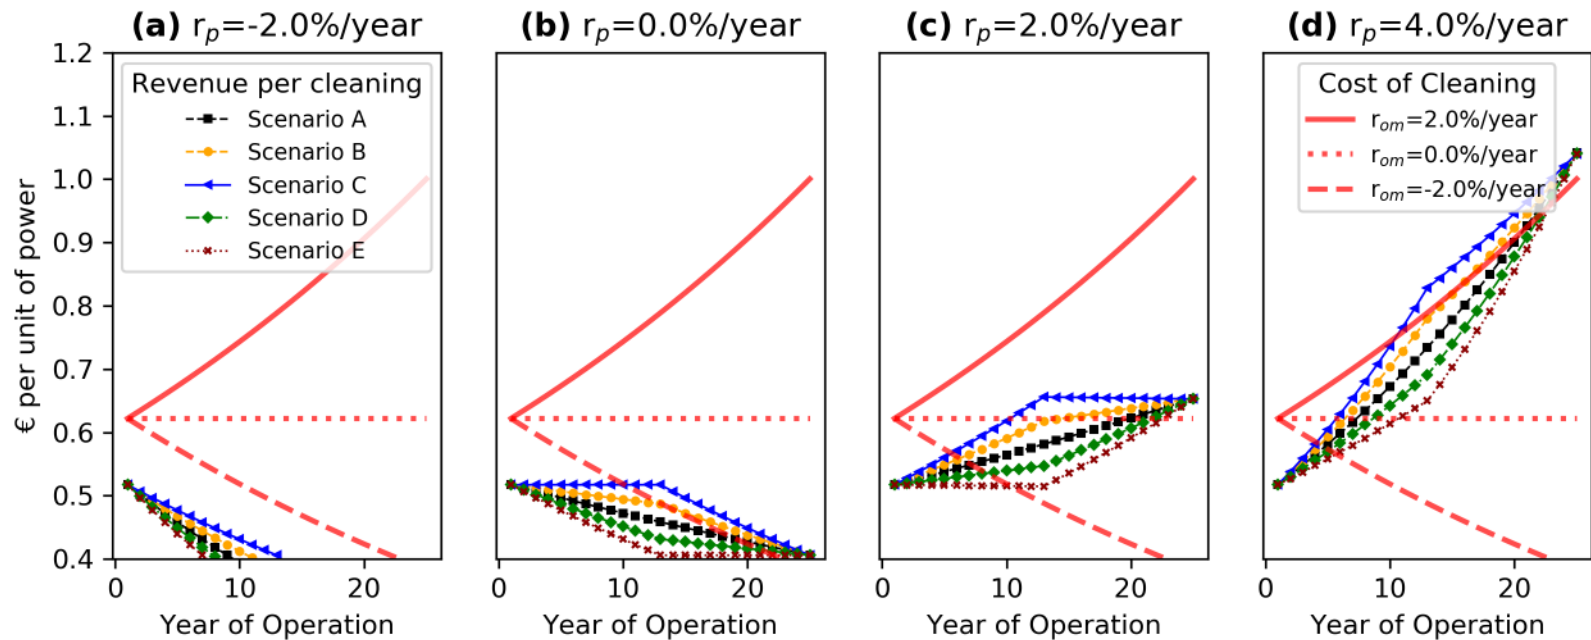 (a) rp=-2.0%/year
(b) rp=0.0%/year
(c) rp=2.0%/year
(d) rp=4.0%/year
€ per unit of power
1.2
1.1
1.0
0.9
0.8
0.7
0.6
0.5
0.4
Revenue per cleaning
Scenario A
Scenario B
Scenario C
Scenario D
Scenario E
Cost of Cleaning
rom=2.0%/year
rom=0.0%/year
rom=-2.0%/year
0 10 20
0 10 20
0 10 20
0 10 20
Year of Operation
Year of Operation
Year of Operation
Year of Operation